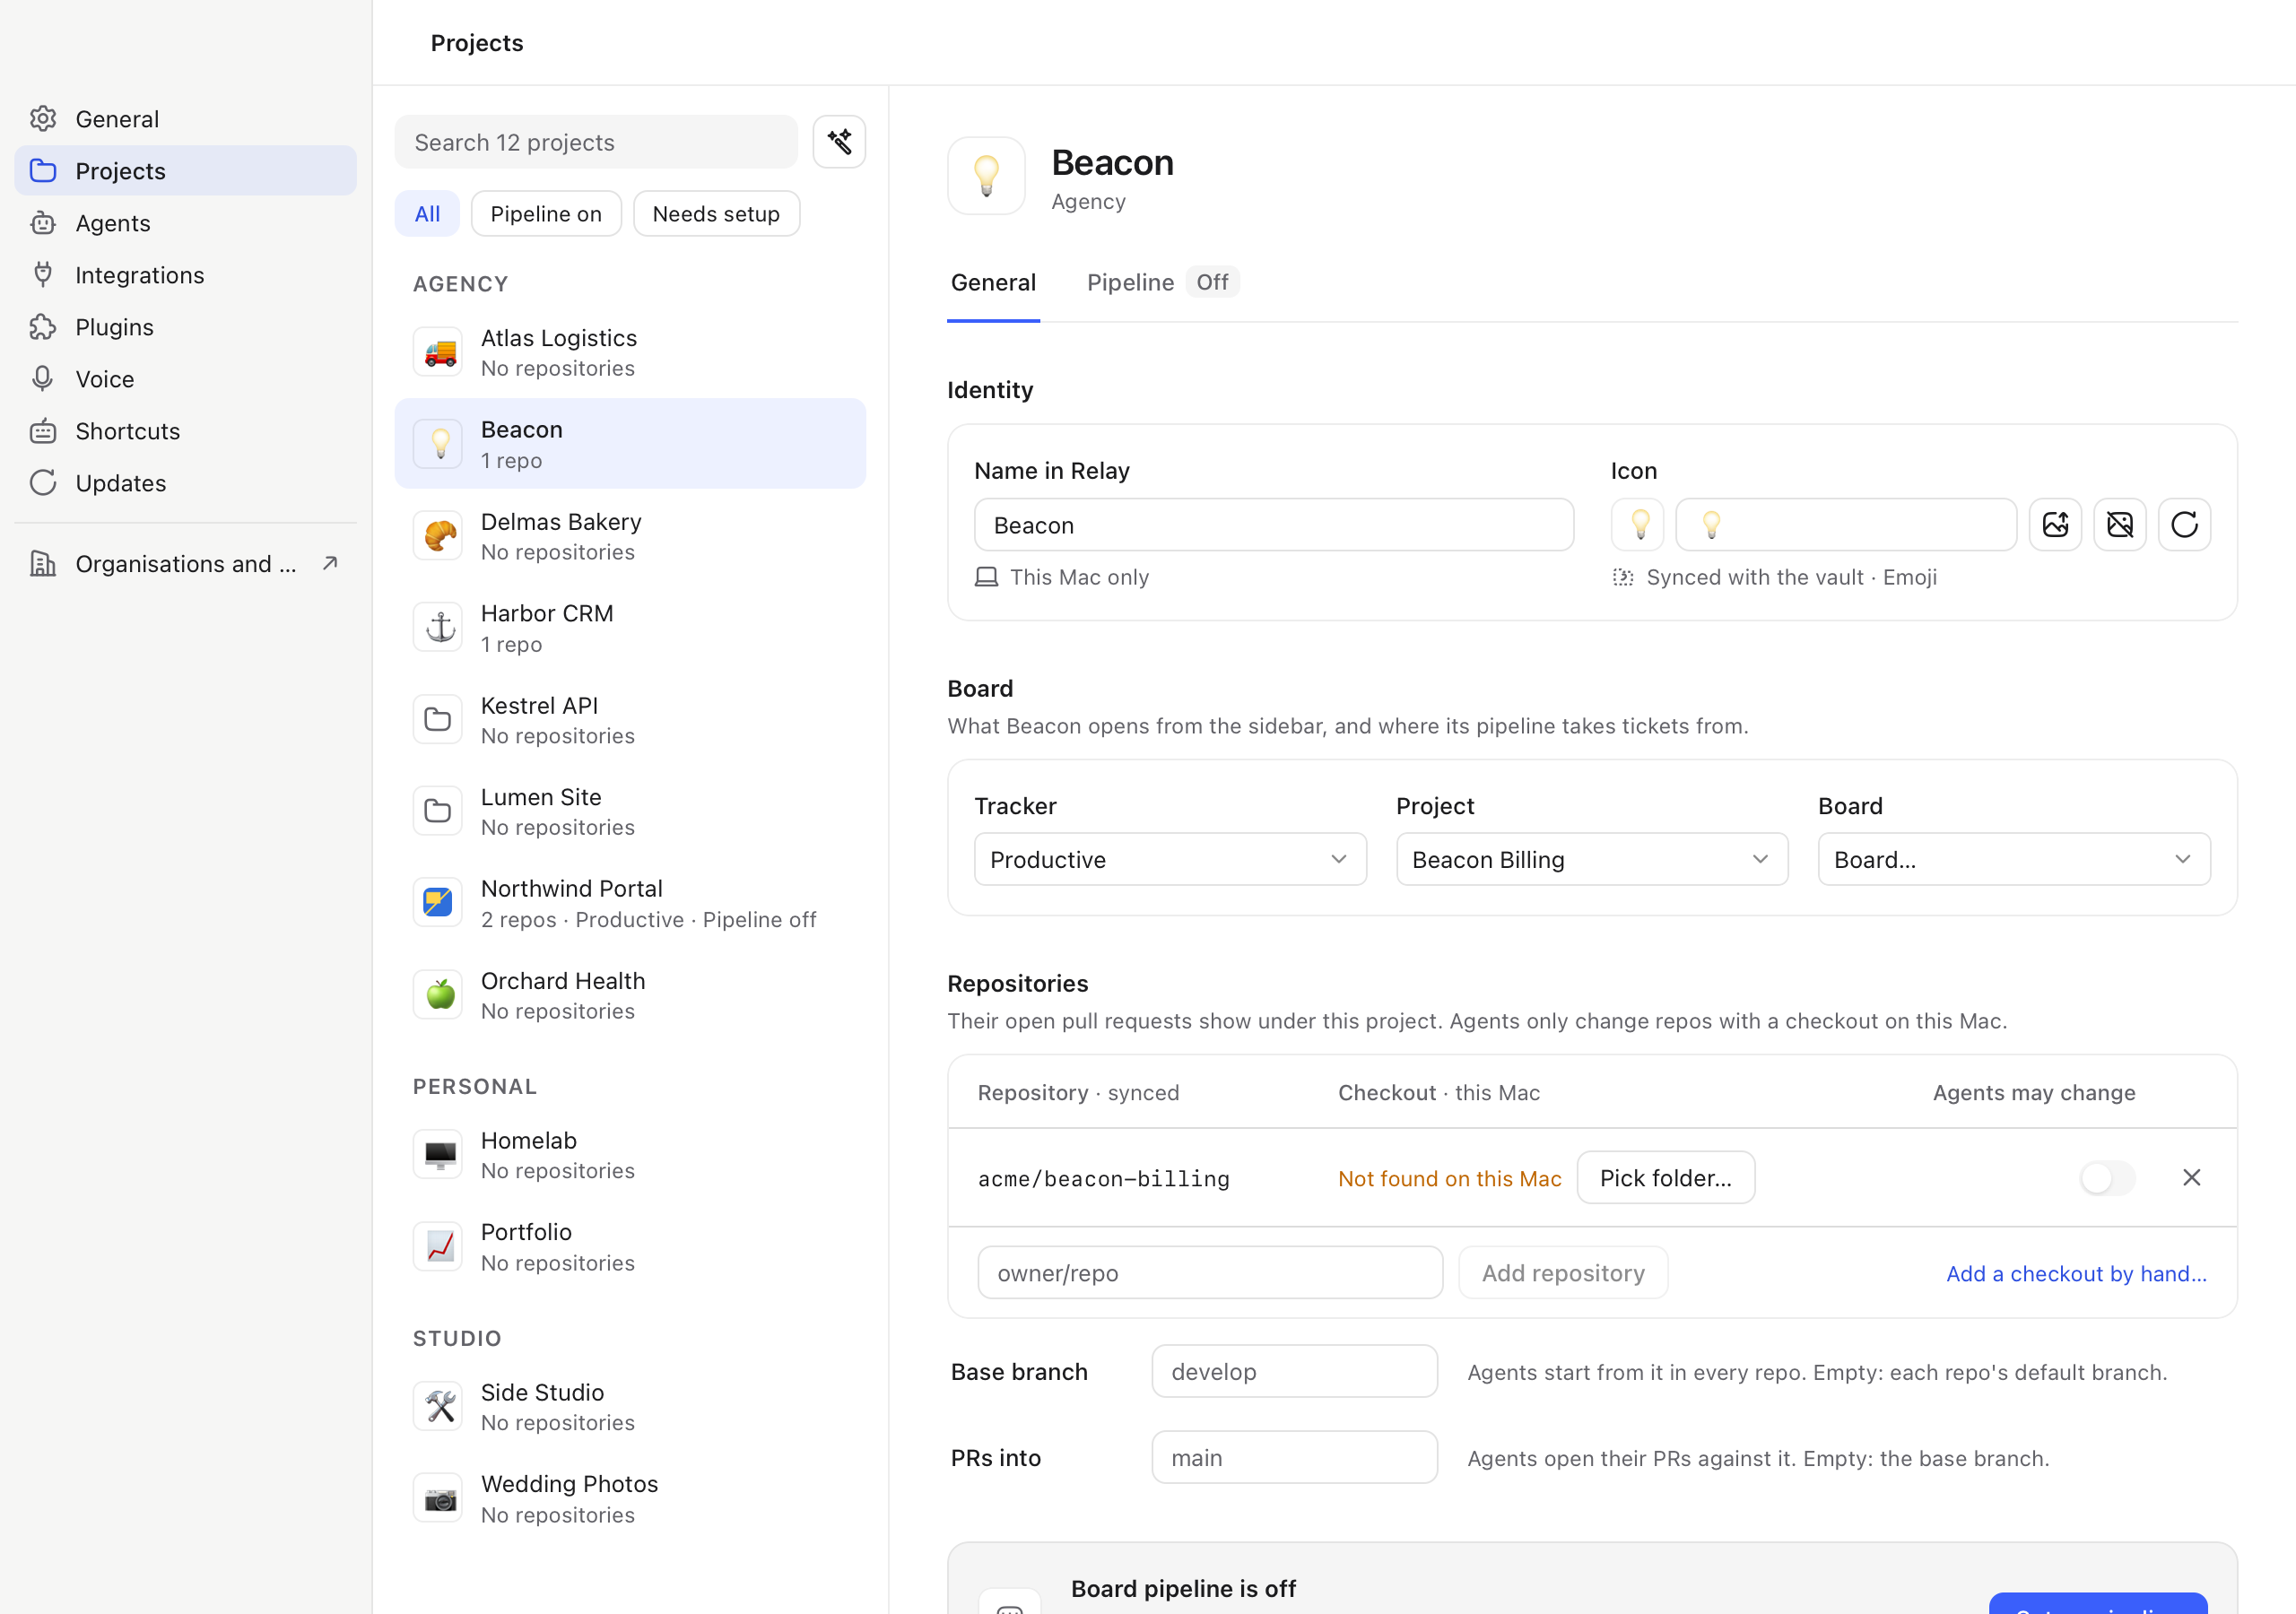 Projects
General
Projects
Agents
Integrations
Plugins
Voice
Shortcuts
Updates
Organisations and ...
Search 12 projects
All
Pipeline on
Needs setup
AGENCY
Atlas Logistics
No repositories
Beacon
1 repo
Delmas Bakery
No repositories
Harbor CRM
1 repo
Kestrel API
No repositories
Lumen Site
No repositories
Northwind Portal
2 repos · Productive · Pipeline off
Orchard Health
No repositories
PERSONAL
Homelab
No repositories
Portfolio
No repositories
STUDIO
Side Studio
No repositories
Wedding Photos
No repositories
Beacon
Agency
General
Pipeline Off
Identity
Name in Relay
Icon
Beacon
This Mac only
Synced with the vault · Emoji
Board
What Beacon opens from the sidebar, and where its pipeline takes tickets from.
Tracker
Project
Board
Productive
Beacon Billing
Board...
Repositories
Their open pull requests show under this project. Agents only change repos with a checkout on this Mac.
Repository · synced
Checkout · this Mac
Agents may change
acme/beacon-billing
Not found on this Mac
Pick folder...
owner/repo
Add repository
Add a checkout by hand...
Base branch
develop
Agents start from it in every repo. Empty: each repo's default branch.
PRs into
main
Agents open their PRs against it. Empty: the base branch.
Board pipeline is off